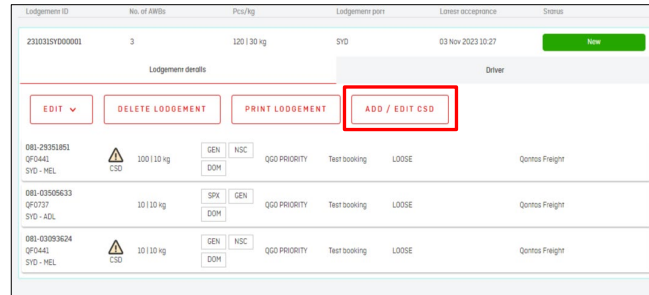 Lodgement ID No. of AWBs Pcs/kg Lodgement port Latest acceptance Status
231031SYD00001 3 120 | 30 kg SYD 03 Nov 2023 10:27 New
Lodgement details Driver
EDIT DELETE LODGEMENT PRINT LODGEMENT ADD / EDIT CSD
081-29351851
QF0441
SYD - MEL
CSD
100 | 10 kg
GEN NSC
DOM
QGO PRIORITY Test booking LOOSE Qantas Freight
081-03505633
QF0737
SYD - ADL
10 | 10 kg
SPX GEN
DOM
QGO PRIORITY Test booking LOOSE Qantas Freight
081-03093624
QF0441
SYD - MEL
CSD
10 | 10 kg
GEN NSC
DOM
QGO PRIORITY Test booking LOOSE Qantas Freight